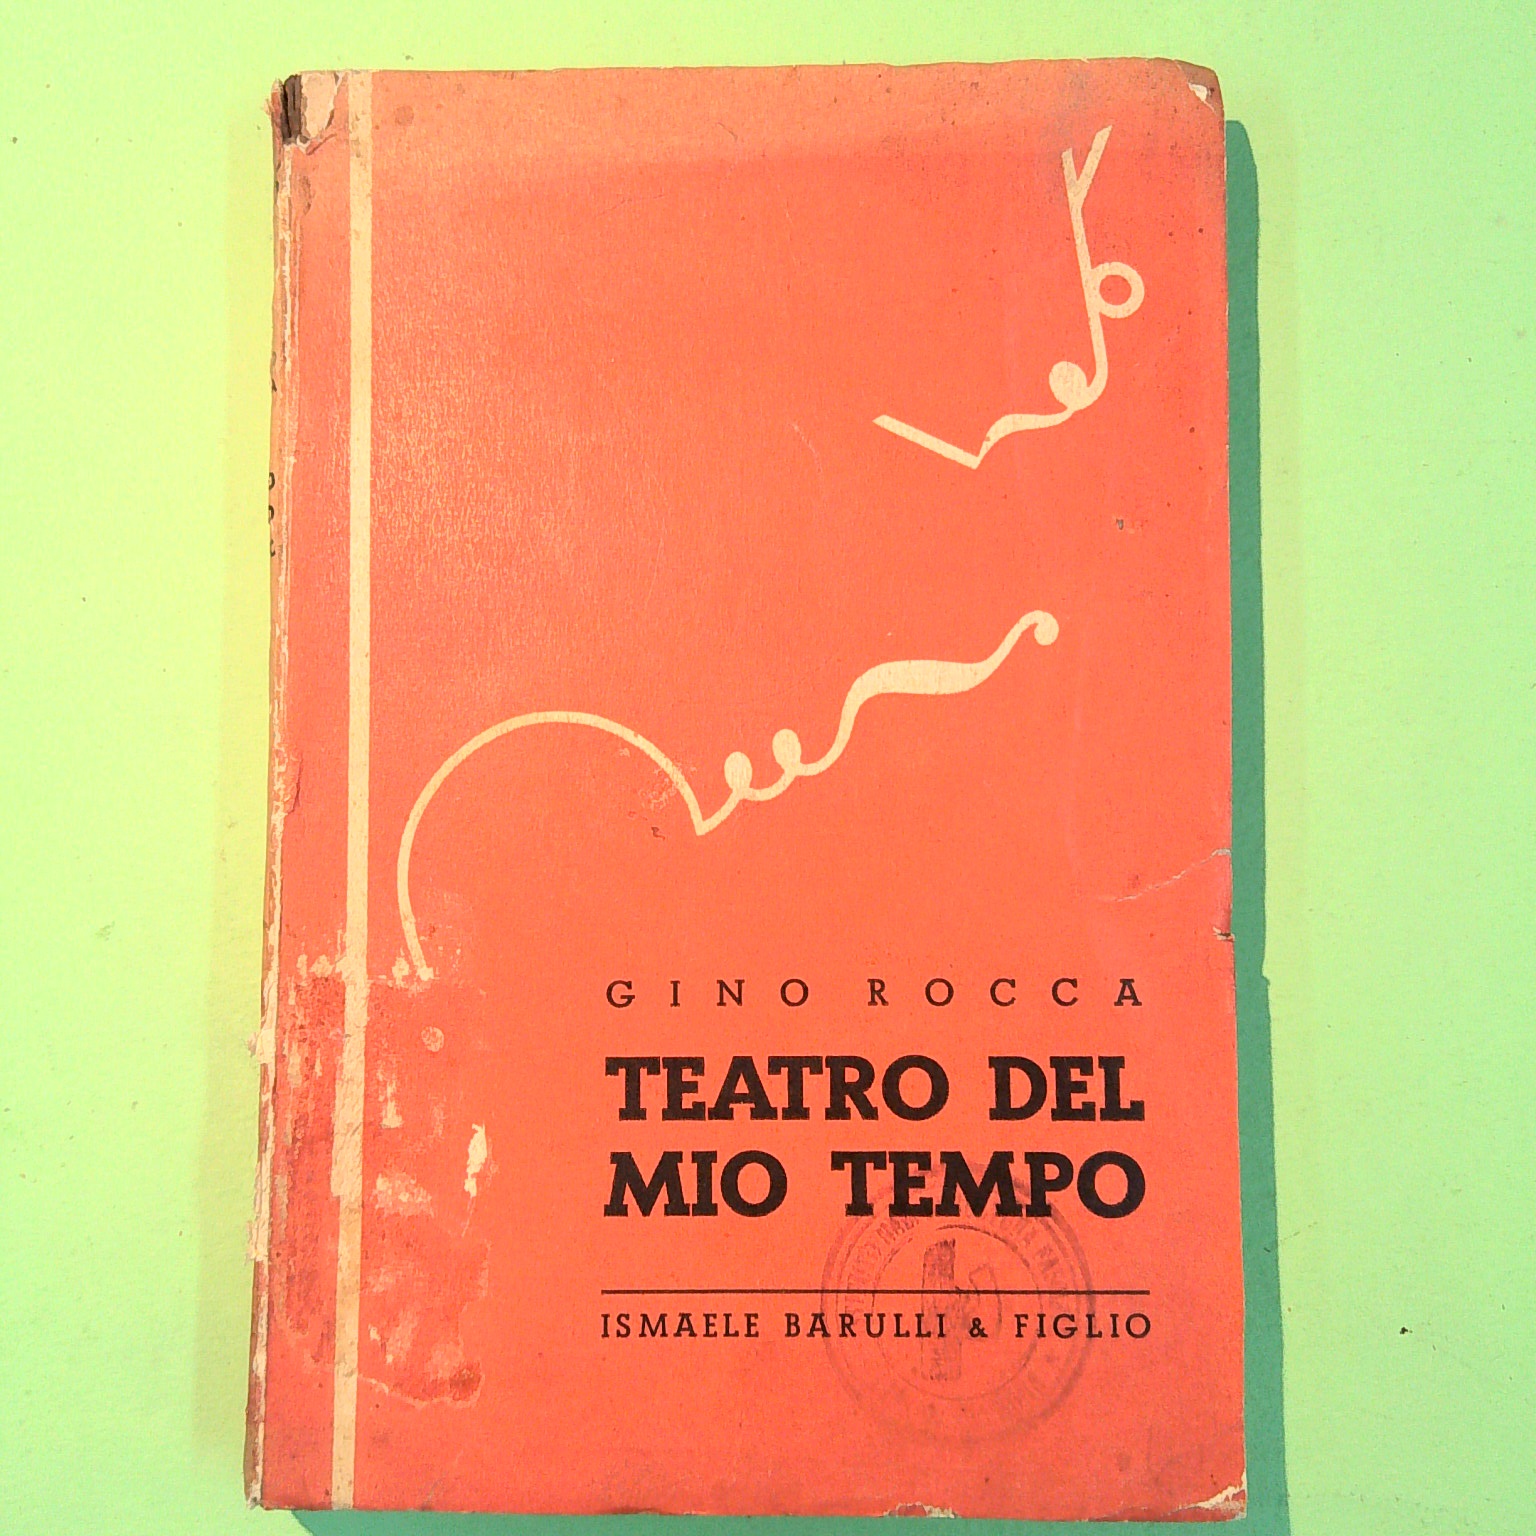 GINO ROCCA
TEATRO DEL
MIO TEMPO
ISMAELE BARULLI & FIGLIO